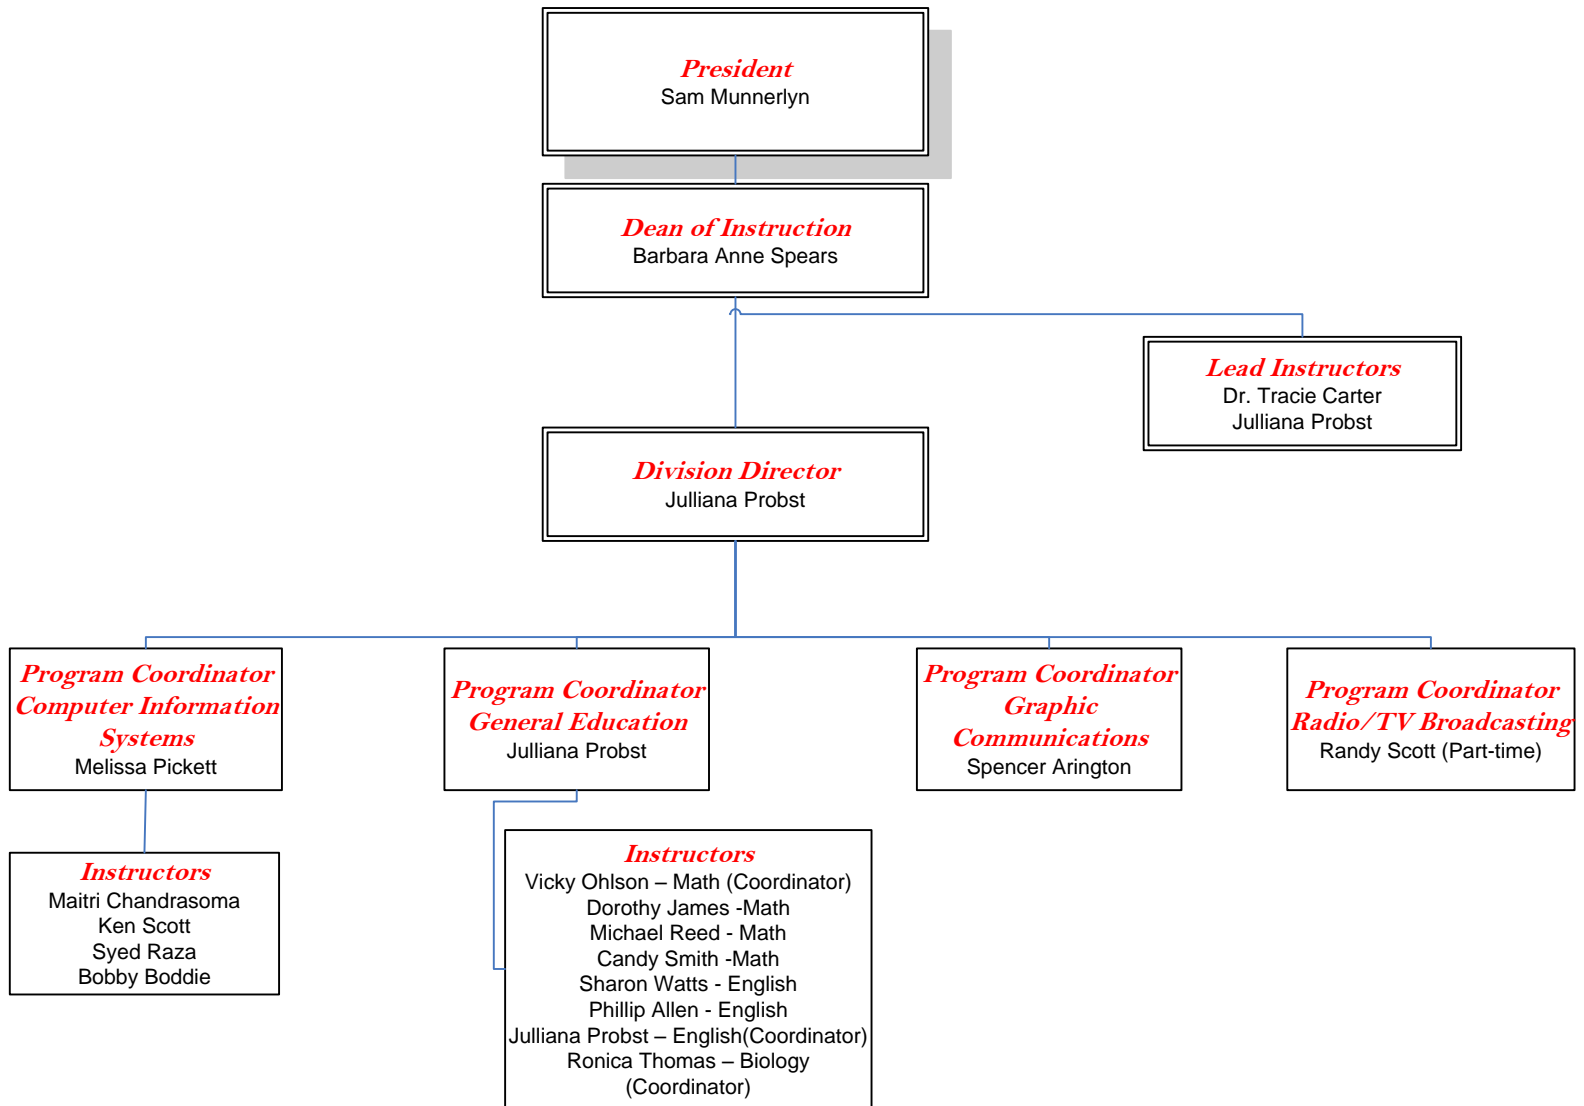 President
Sam Munnerlyn
Dean of Instruction
Barbara Anne Spears
Lead Instructors
Dr. Tracie Carter
Julliana Probst
Division Director
Julliana Probst
Program Coordinator
Computer Information
Systems
Melissa Pickett
Program Coordinator
General Education
Julliana Probst
Program Coordinator
Graphic
Communications
Spencer Arington
Program Coordinator
Radio/TV Broadcasting
Randy Scott (Part-time)
Instructors
Maitri Chandrasoma
Ken Scott
Syed Raza
Bobby Boddie
Instructors
Vicky Ohlson – Math (Coordinator)
Dorothy James -Math
Michael Reed - Math
Candy Smith -Math
Sharon Watts - English
Phillip Allen - English
Julliana Probst – English(Coordinator)
Ronica Thomas – Biology
(Coordinator)